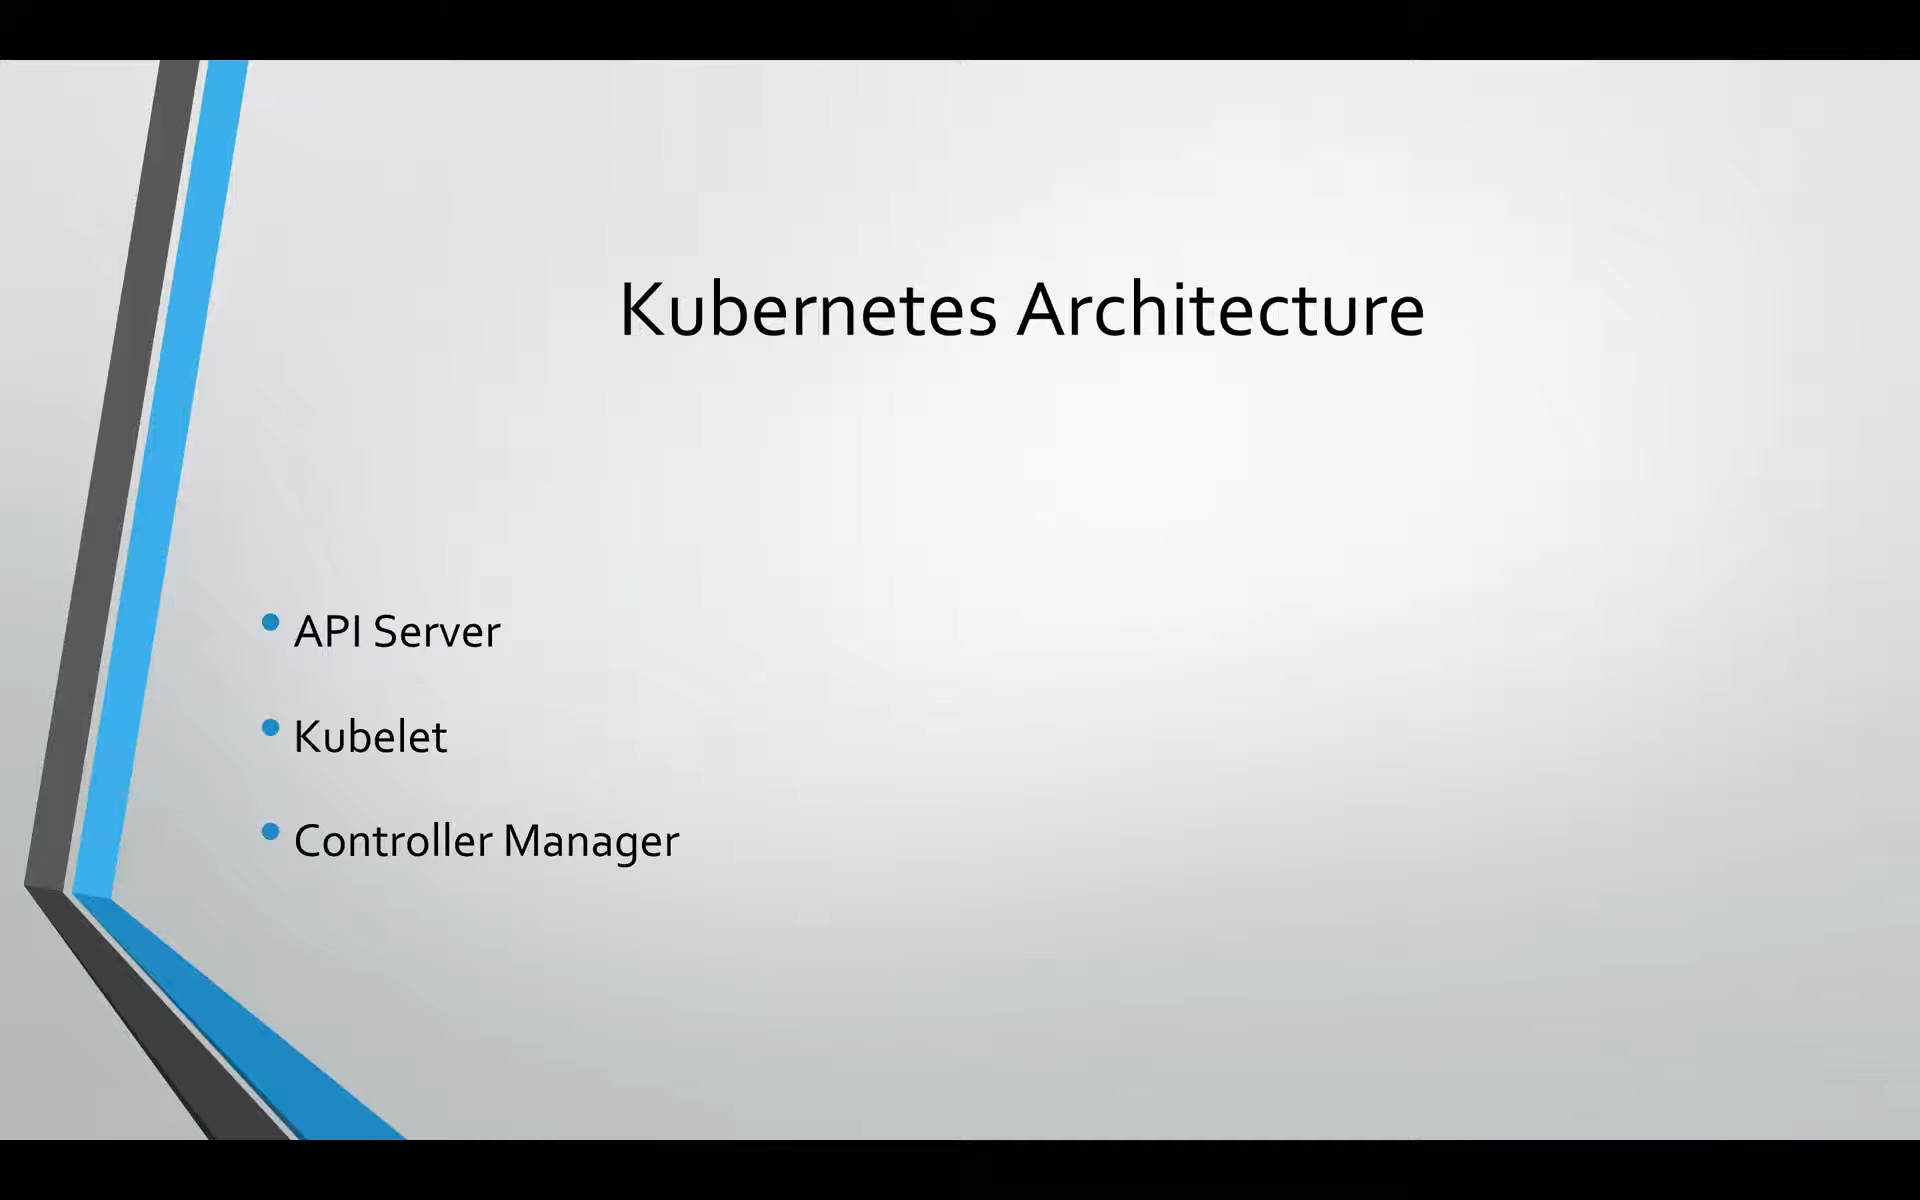 Kubernetes Architecture
• API Server
• Kubelet
• Controller Manager